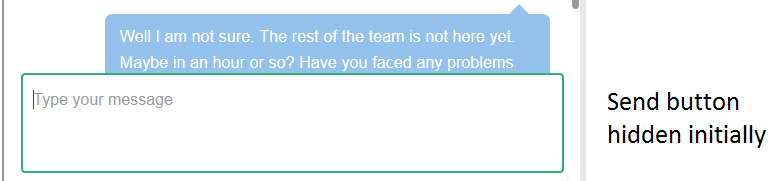 Well I am not sure. The rest of the team is not here yet.
Maybe in an hour or so? Have you faced any problems
Type your message
Send button
hidden initially